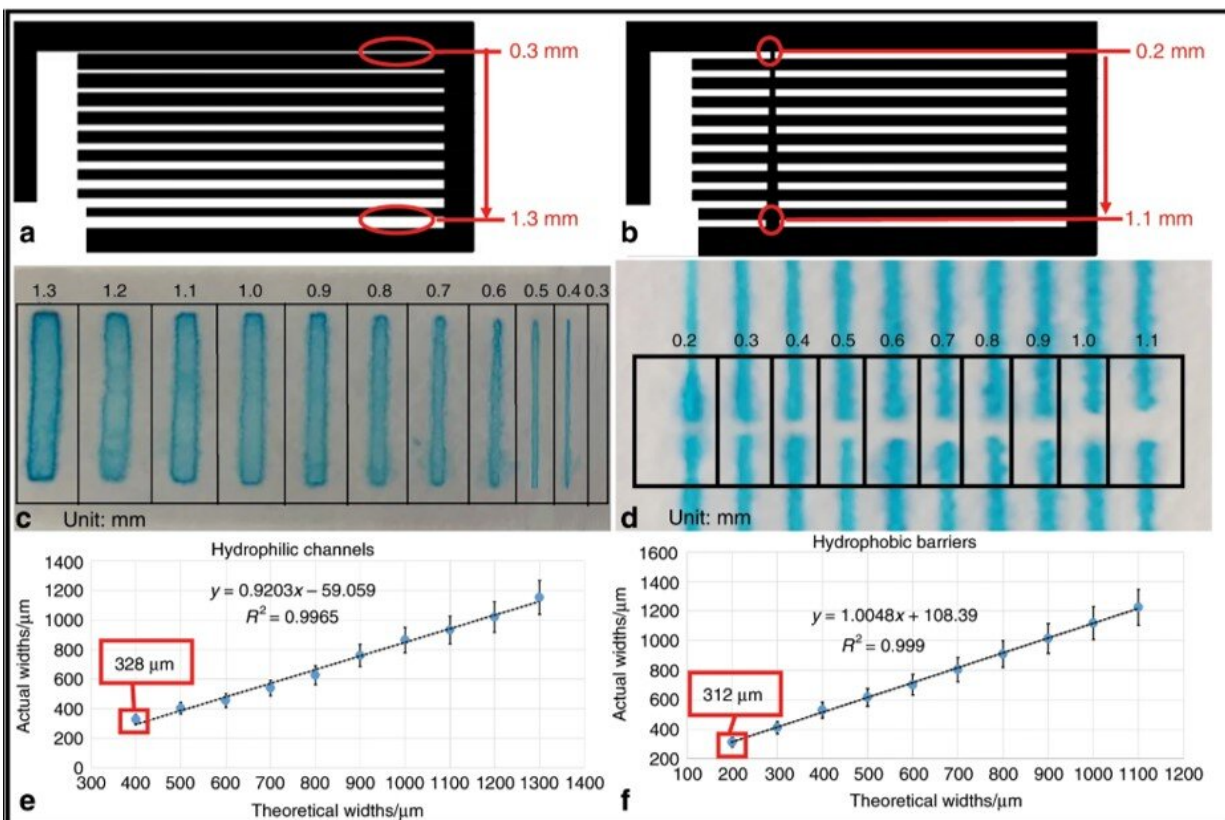 0.3 mm
1.3 mm
a
0.2 mm
1.1 mm
b
1.3 1.2 1.1 1.0 0.9 0.8 0.7 0.6 0.5 0.4 0.3
c Unit: mm
0.2 0.3 0.4 0.5 0.6 0.7 0.8 0.9 1.0 1.1
d Unit: mm
Hydrophilic channels
1400
1200
1000
800
600
400
200
0
Actual widths/μm
y = 0.9203x – 59.059
R² = 0.9965
328 μm
300 400 500 600 700 800 900 1000 1100 1200 1300 1400
e Theoretical widths/μm
Hydrophobic barriers
1600
1400
1200
1000
800
600
400
200
Actual widths/μm
y = 1.0048x + 108.39
R² = 0.999
312 μm
100 200 300 400 500 600 700 800 900 1000 1100 1200
f Theoretical widths/μm